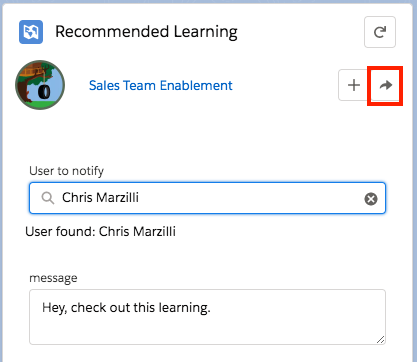 Recommended Learning
Sales Team Enablement
User to notify
Chris Marzilli
User found: Chris Marzilli
message
Hey, check out this learning.